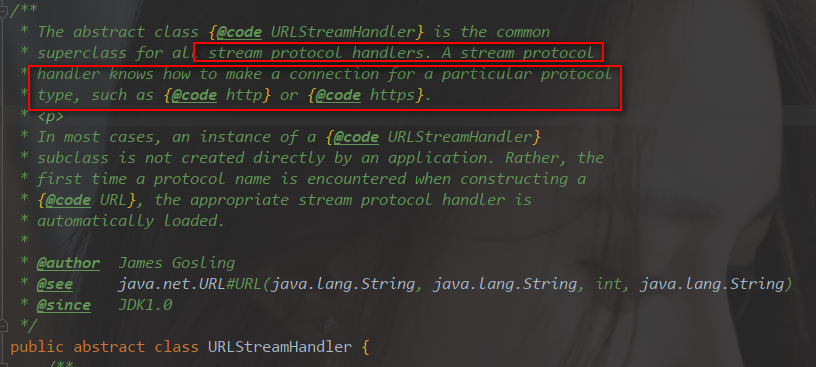 /**
* The abstract class {@code URLStreamHandler} is the common
* superclass for all stream protocol handlers. A stream protocol
* handler knows how to make a connection for a particular protocol
* type, such as {@code http} or {@code https}.
* <p>
* In most cases, an instance of a {@code URLStreamHandler}
* subclass is not created directly by an application. Rather, the
* first time a protocol name is encountered when constructing a
* {@code URL}, the appropriate stream protocol handler is
* automatically loaded.
*
* @author James Gosling
* @see java.net.URL#URL(java.lang.String, java.lang.String, int, java.lang.String)
* @since JDK1.0
*/
public abstract class URLStreamHandler {
/**